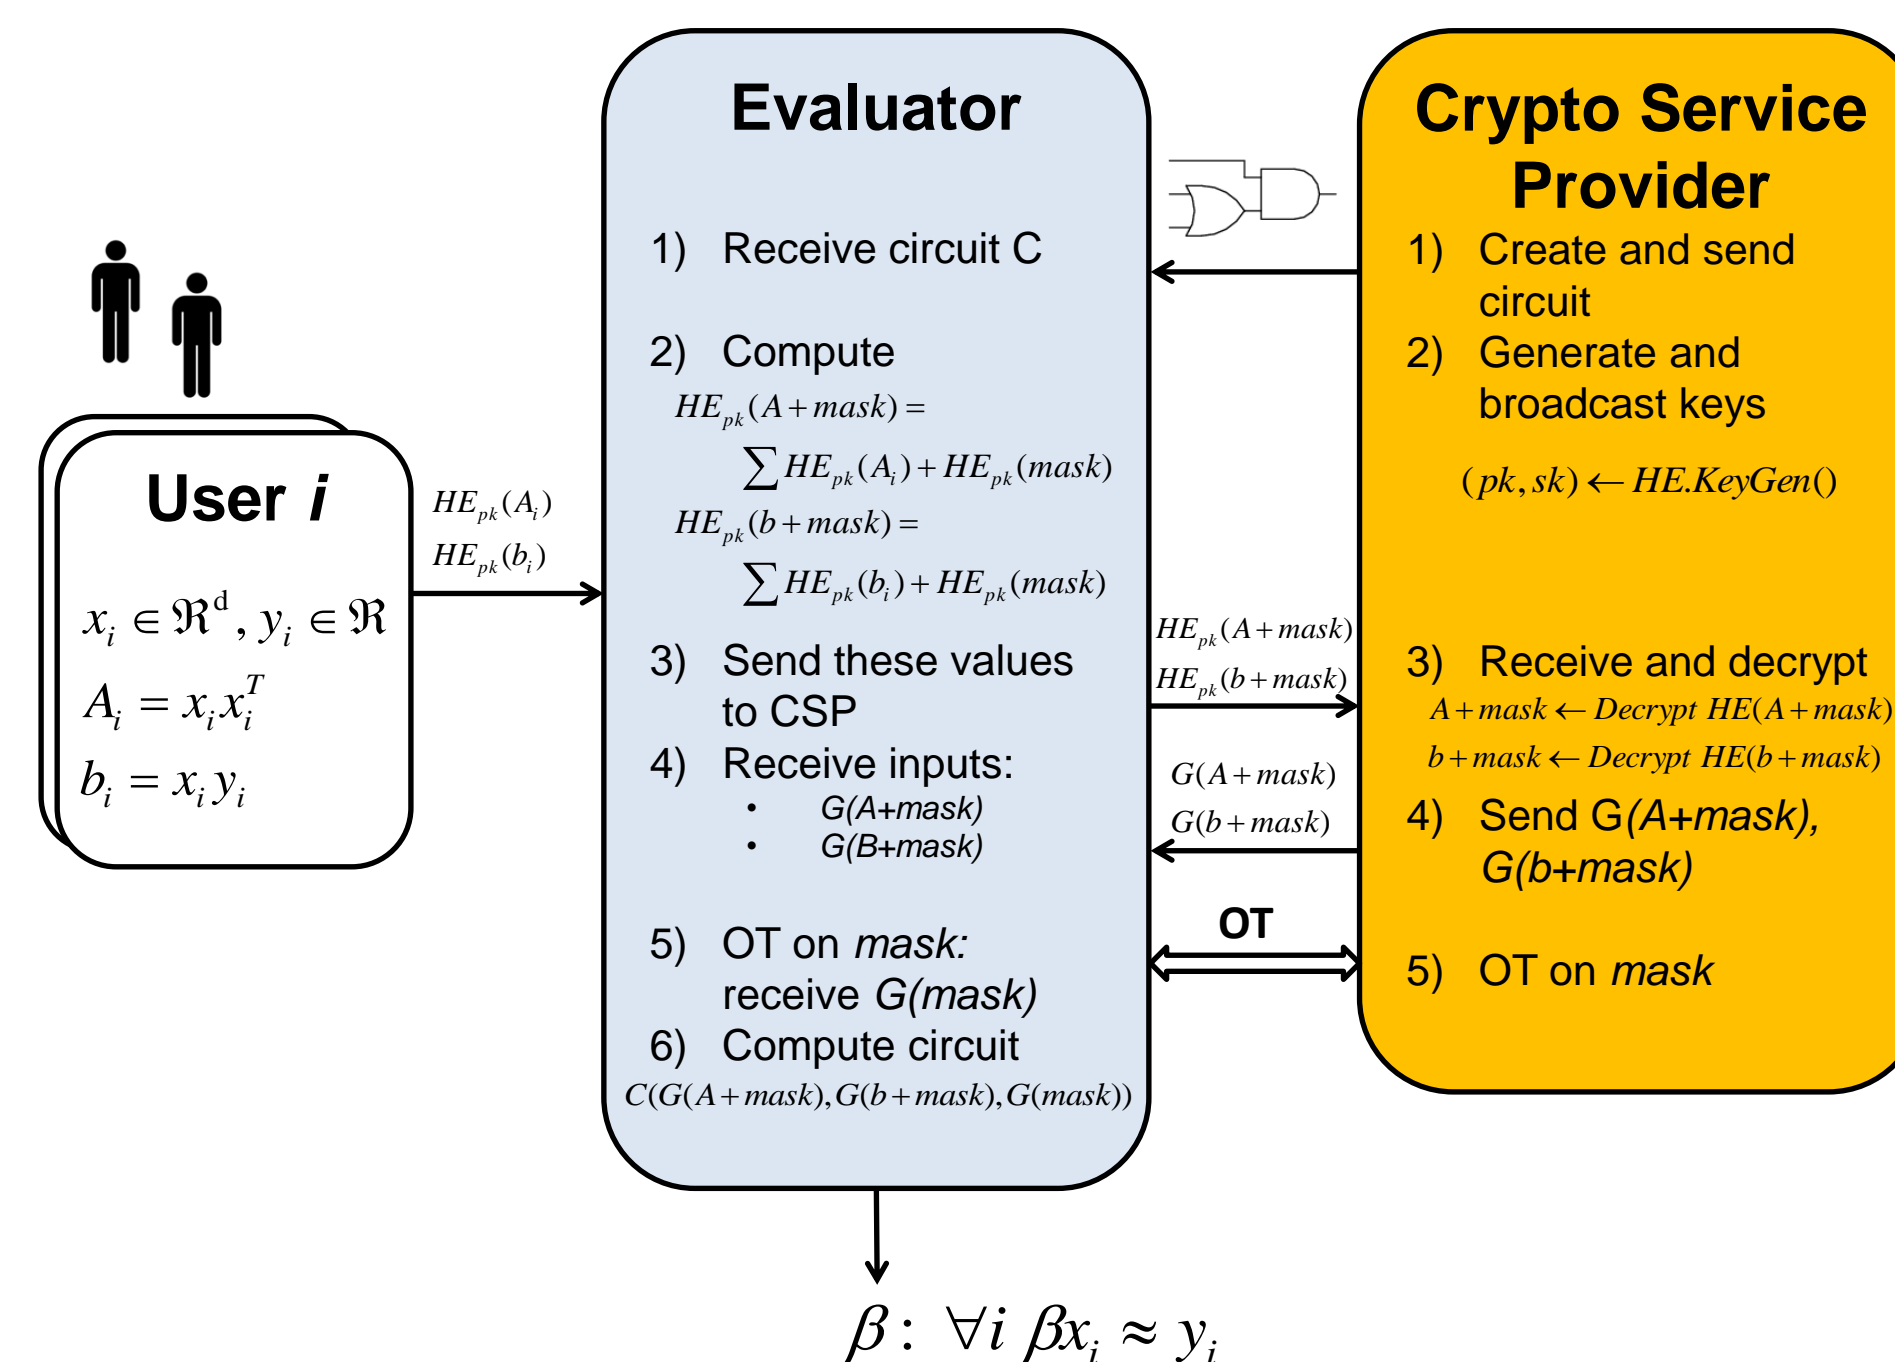 User i
x_i ∈ ℜ^d, y_i ∈ ℜ
A_i = x_i x_i^T
b_i = x_i y_i
HE_pk(A_i)
HE_pk(b_i)
Evaluator
1) Receive circuit C
2) Compute
HE_pk(A + mask) =
∑ HE_pk(A_i) + HE_pk(mask)
HE_pk(b + mask) =
∑ HE_pk(b_i) + HE_pk(mask)
3) Send these values
to CSP
4) Receive inputs:
• G(A+mask)
• G(B+mask)
5) OT on mask:
receive G(mask)
6) Compute circuit
C(G(A + mask), G(b + mask), G(mask))
HE_pk(A + mask)
HE_pk(b + mask)
G(A + mask)
G(b + mask)
OT
Crypto Service
Provider
1) Create and send
circuit
2) Generate and
broadcast keys
(pk, sk) ← HE.KeyGen()
3) Receive and decrypt
A + mask ← Decrypt HE(A + mask)
b + mask ← Decrypt HE(b + mask)
4) Send G(A+mask),
G(b+mask)
5) OT on mask
β : ∀i βx_i ≈ y_i